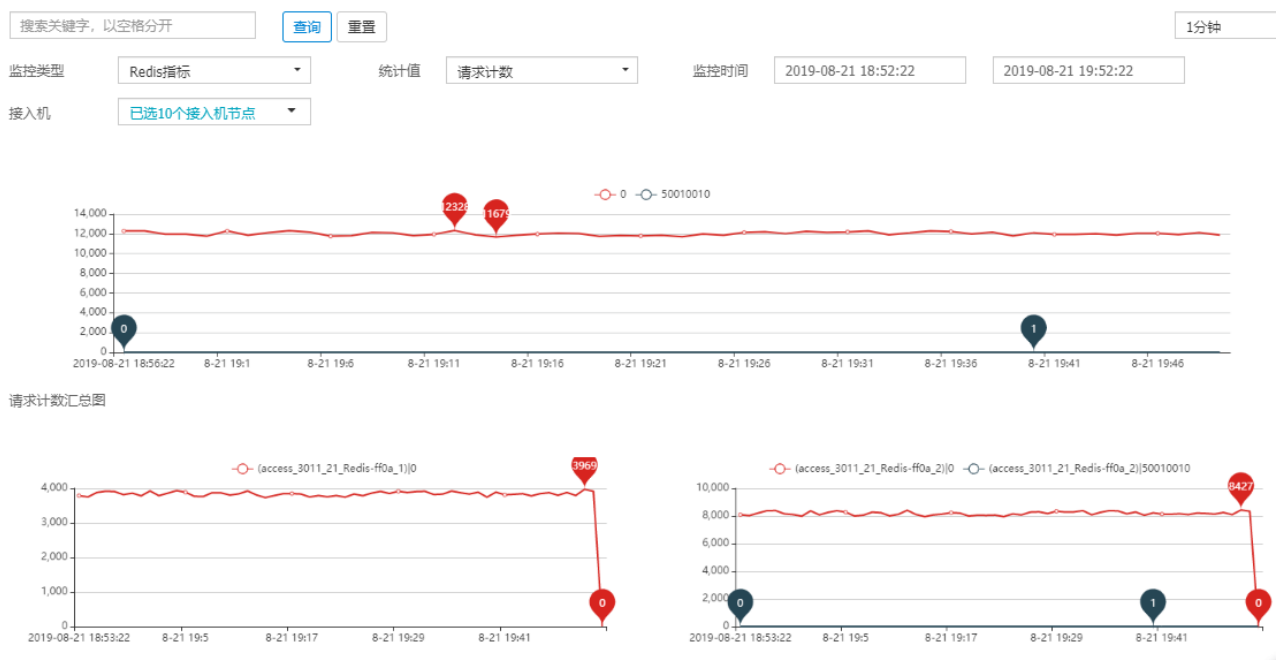 搜索关键字，以空格分开 查询 重置 1分钟
监控类型 Redis指标 统计值 请求计数 监控时间 2019-08-21 18:52:22 2019-08-21 19:52:22
接入机 已选10个接入机节点
0 50010010
12328 11679
14,000
12,000
10,000
8,000
6,000
4,000
2,000
0
0 1
2019-08-21 18:56:22 8-21 19:1 8-21 19:6 8-21 19:11 8-21 19:16 8-21 19:21 8-21 19:26 8-21 19:31 8-21 19:36 8-21 19:41 8-21 19:46
请求计数汇总图
(access_3011_21_Redis-ff0a_1)|0
3969
4,000
3,000
2,000
1,000
0
0
2019-08-21 18:53:22 8-21 19:5 8-21 19:17 8-21 19:29 8-21 19:41
(access_3011_21_Redis-ff0a_2)|0 (access_3011_21_Redis-ff0a_2)|50010010
8427
10,000
8,000
6,000
4,000
2,000
0
0 1 0
2019-08-21 18:53:22 8-21 19:5 8-21 19:17 8-21 19:29 8-21 19:41